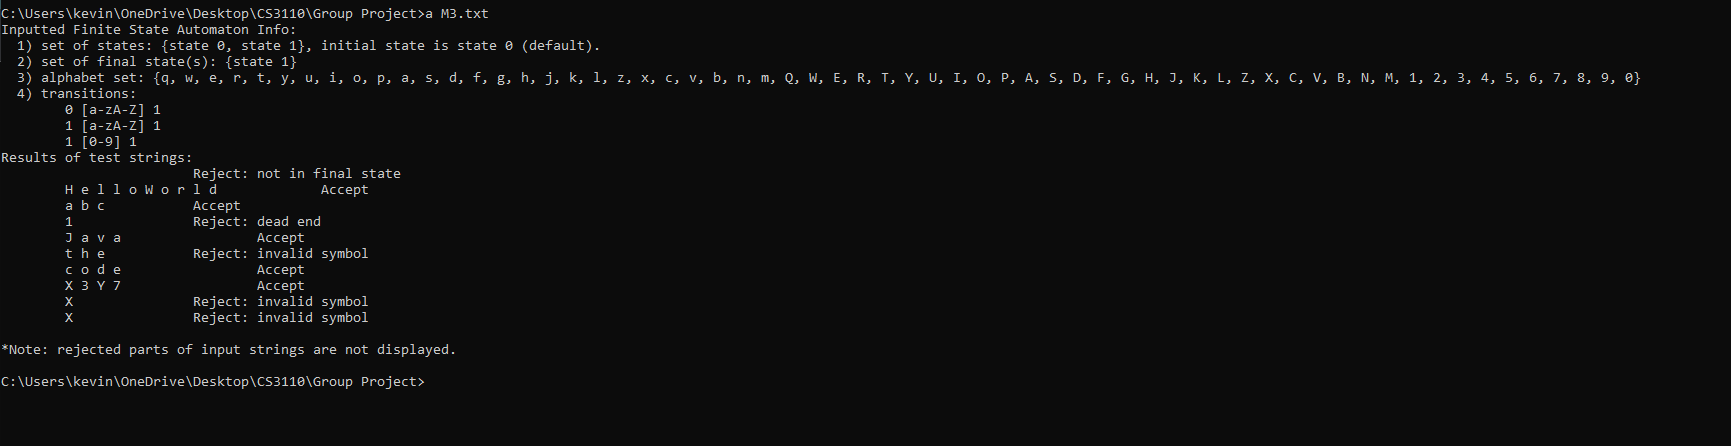 C:\Users\kevin\OneDrive\Desktop\CS3110\Group Project>a M3.txt
Inputted Finite State Automaton Info:
  1) set of states: {state 0, state 1}, initial state is state 0 (default).
  2) set of final state(s): {state 1}
  3) alphabet set: {q, w, e, r, t, y, u, i, o, p, a, s, d, f, g, h, j, k, l, z, x, c, v, b, n, m, Q, W, E, R, T, Y, U, I, O, P, A, S, D, F, G, H, J, K, L, Z, X, C, V, B, N, M, 1, 2, 3, 4, 5, 6, 7, 8, 9, 0}
  4) transitions:
        0 [a-zA-Z] 1
        1 [a-zA-Z] 1
        1 [0-9] 1
Results of test strings:
                        Reject: not in final state
        H e l l o W o r l d             Accept
        a b c           Accept
        1               Reject: dead end
        J a v a                 Accept
        t h e           Reject: invalid symbol
        c o d e                 Accept
        X 3 Y 7                 Accept
        X               Reject: invalid symbol
        X               Reject: invalid symbol
*Note: rejected parts of input strings are not displayed.
C:\Users\kevin\OneDrive\Desktop\CS3110\Group Project>